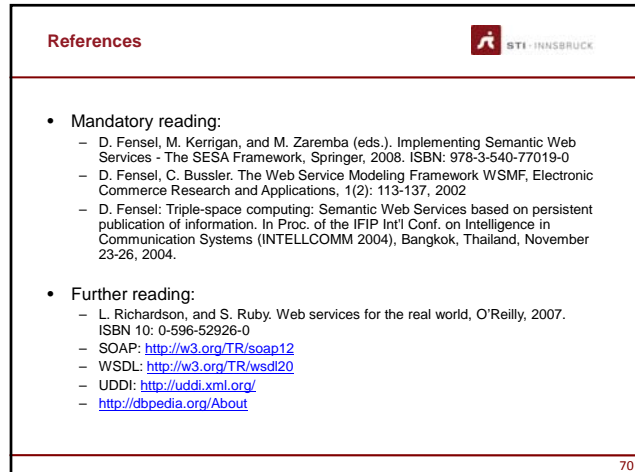 References
STI · INNSBRUCK
• Mandatory reading:
– D. Fensel, M. Kerrigan, and M. Zaremba (eds.). Implementing Semantic Web
Services - The SESA Framework, Springer, 2008. ISBN: 978-3-540-77019-0
– D. Fensel, C. Bussler. The Web Service Modeling Framework WSMF, Electronic
Commerce Research and Applications, 1(2): 113-137, 2002
– D. Fensel: Triple-space computing: Semantic Web Services based on persistent
publication of information. In Proc. of the IFIP Int'l Conf. on Intelligence in
Communication Systems (INTELLCOMM 2004), Bangkok, Thailand, November
23-26, 2004.
• Further reading:
– L. Richardson, and S. Ruby. Web services for the real world, O'Reilly, 2007.
ISBN 10: 0-596-52926-0
– SOAP: http://w3.org/TR/soap12
– WSDL: http://w3.org/TR/wsdl20
– UDDI: http://uddi.xml.org/
– http://dbpedia.org/About
70